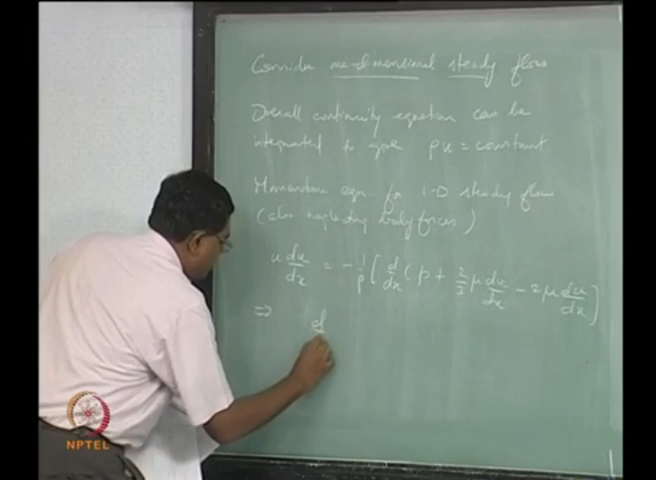 Consider one-dimensional steady flow
Overall continuity equation can be
integrated to give ρu = constant
Momentum eqn. for 1-D steady flow
(also neglecting body forces)
u du/dx = - 1/ρ [ d/dx ( p + 2/3 μ du/dx - 2μ du/dx ) ]
⇒ d
NPTEL